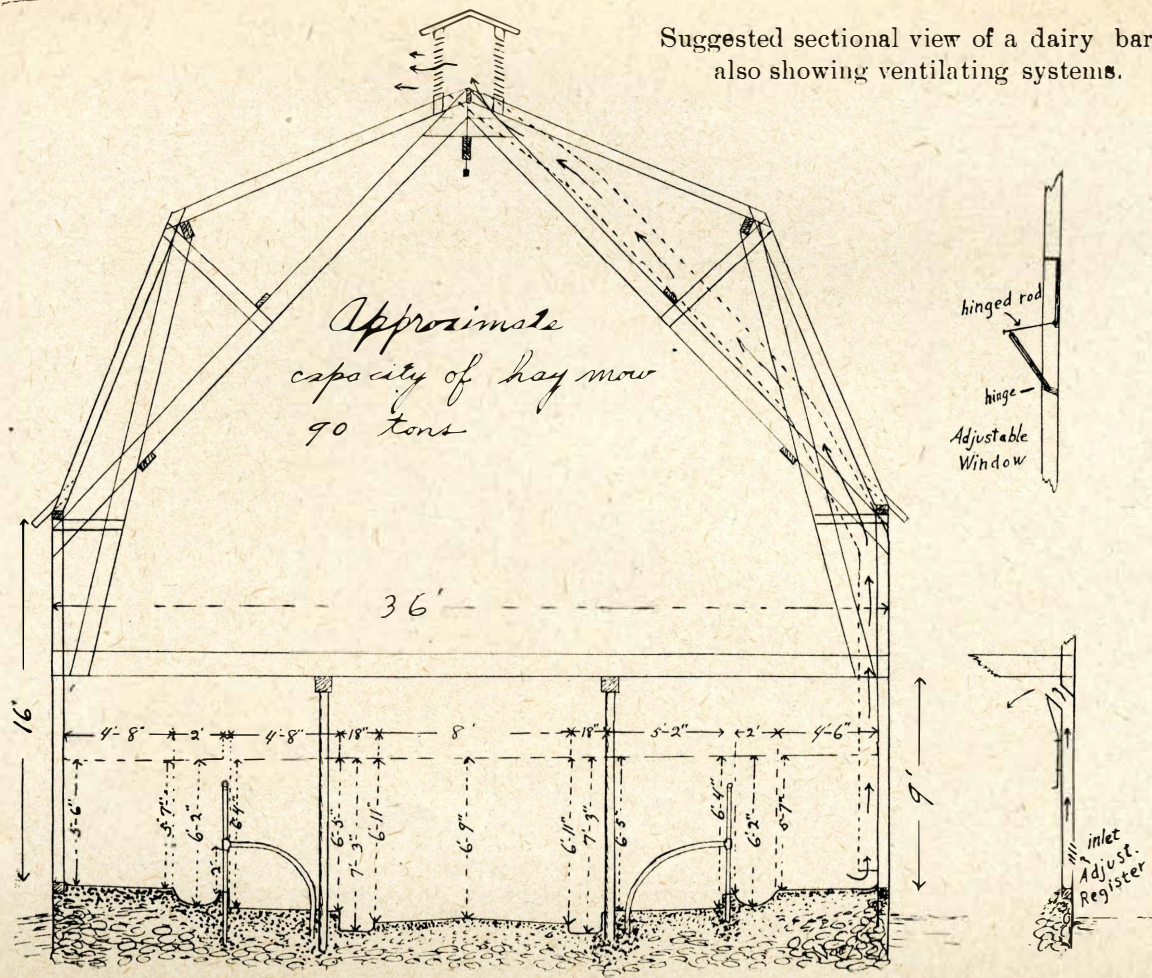 Suggested sectional view of a dairy bar
also showing ventilating systems.
hinged rod
hinge
Adjustable
Window
Approximate
capacity of hay mow
90 tons
36'
16'
4'-8" 2' 4'-8" 18" 8' 18" 5'-2" 2' 4'-6"
9'
5'-6" 5'-7" 6'-2" 6'-4" 6'-5" 7'-3" 6'-11" 6'-9" 6'-11" 7'-3" 6'-5" 6'-4" 6'-2" 5'-7"
inlet
Adjust.
Register